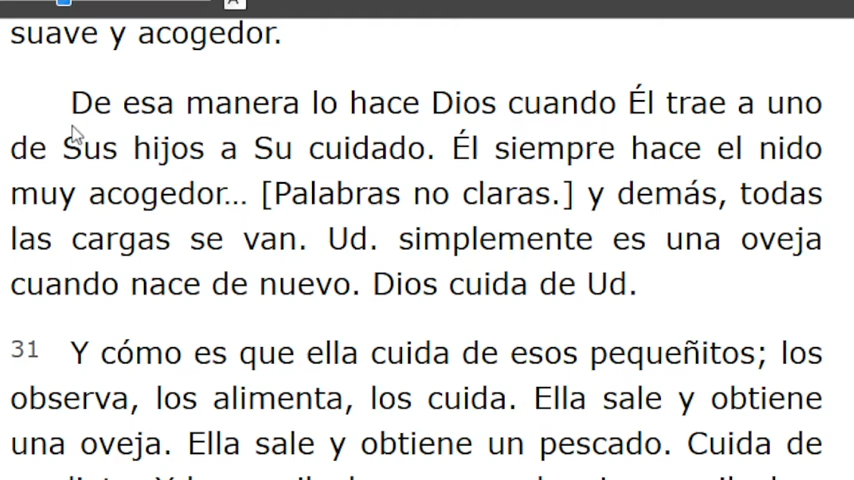 suave y acogedor.
De esa manera lo hace Dios cuando Él trae a uno
de Sus hijos a Su cuidado. Él siempre hace el nido
muy acogedor... [Palabras no claras.] y demás, todas
las cargas se van. Ud. simplemente es una oveja
cuando nace de nuevo. Dios cuida de Ud.
31 Y cómo es que ella cuida de esos pequeñitos; los
observa, los alimenta, los cuida. Ella sale y obtiene
una oveja. Ella sale y obtiene un pescado. Cuida de